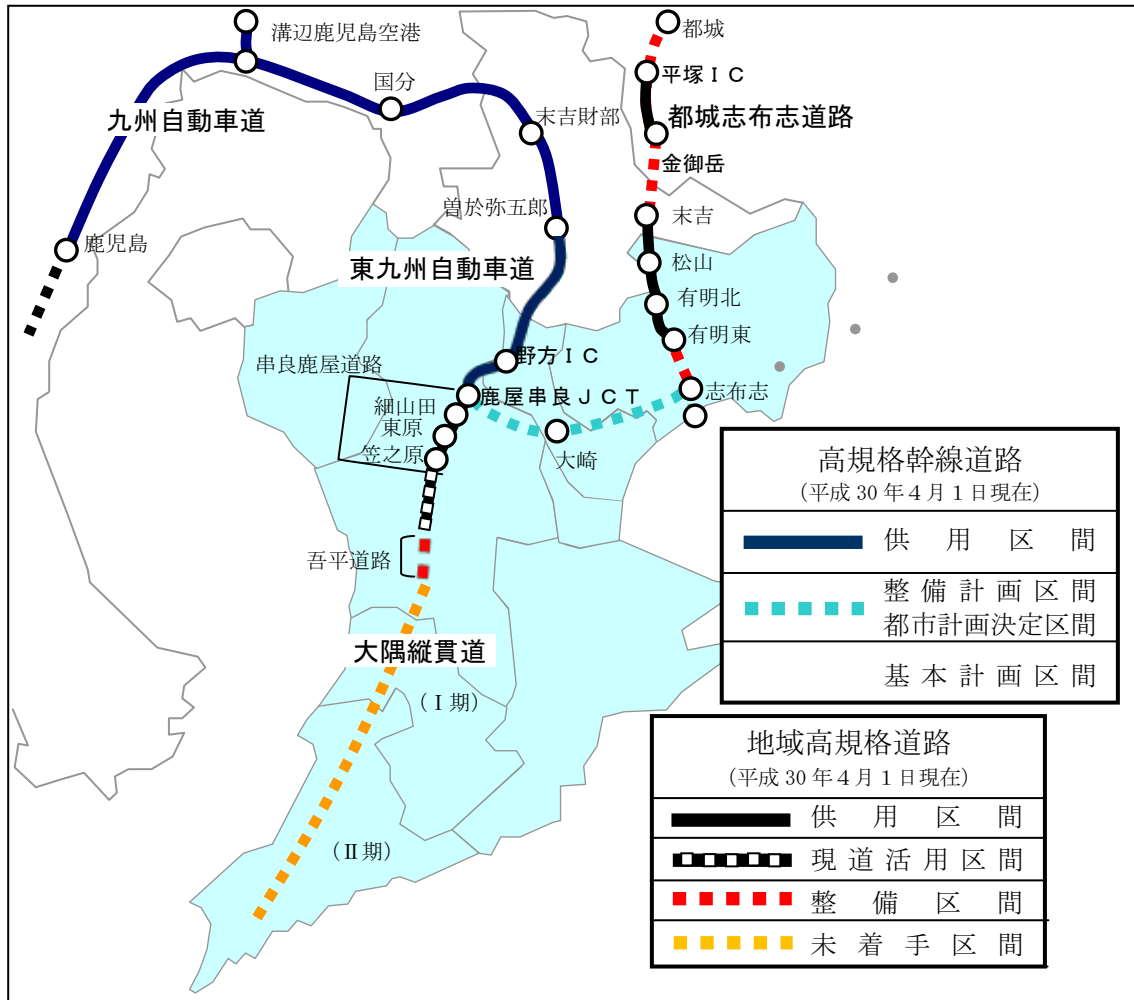 溝辺鹿児島空港
都城
国分
平塚ＩＣ
九州自動車道
末吉財部
都城志布志道路
金御岳
曽於弥五郎
末吉
鹿児島
東九州自動車道
松山
有明北
有明東
野方ＩＣ
串良鹿屋道路
鹿屋串良ＪＣＴ
志布志
細山田
東原
笠之原
大崎
吾平道路
大隅縦貫道
（Ⅰ期）
（Ⅱ期）
高規格幹線道路
（平成 30 年４月１日現在）
供用区間
整備計画区間
都市計画決定区間
基本計画区間
地域高規格道路
（平成 30 年４月１日現在）
供用区間
現道活用区間
整備区間
未着手区間